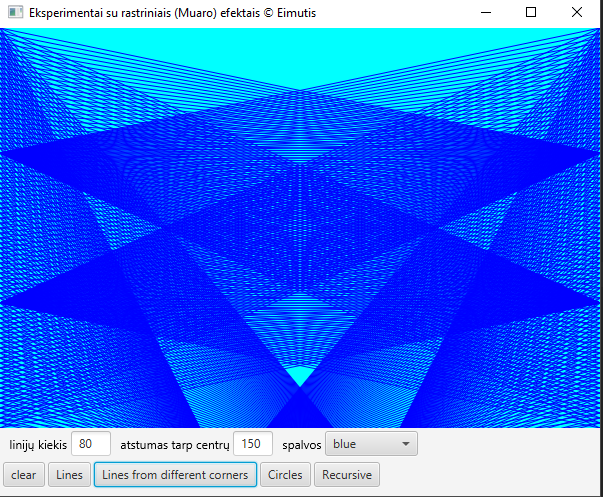 Eksperimentai su rastriniais (Muaro) efektais © Eimutis
linijų kiekis 80 atstumas tarp centrų 150 spalvos blue
clear Lines Lines from different corners Circles Recursive